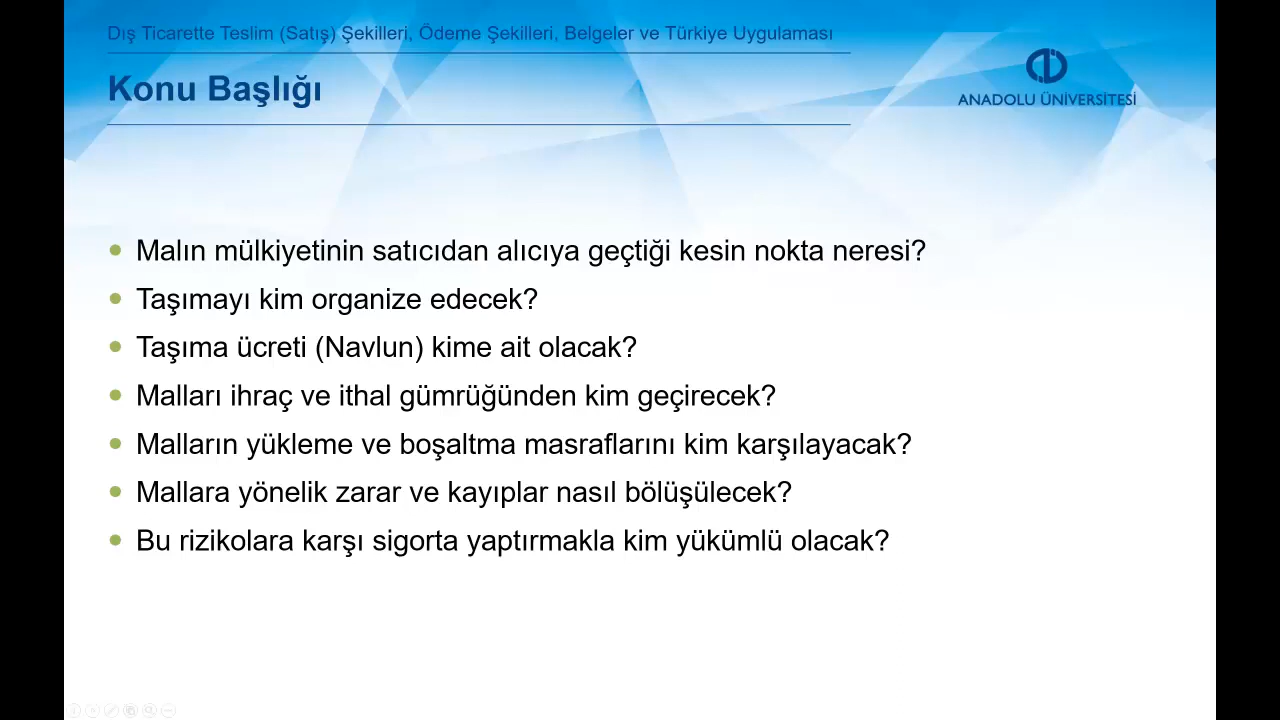 Dış Ticarette Teslim (Satış) Şekilleri, Ödeme Şekilleri, Belgeler ve Türkiye Uygulaması
Konu Başlığı
ANADOLU ÜNİVERSİTESİ
Malın mülkiyetinin satıcıdan alıcıya geçtiği kesin nokta neresi?
Taşımayı kim organize edecek?
Taşıma ücreti (Navlun) kime ait olacak?
Malları ihraç ve ithal gümrüğünden kim geçirecek?
Malların yükleme ve boşaltma masraflarını kim karşılayacak?
Mallara yönelik zarar ve kayıplar nasıl bölüşülecek?
Bu rizikolara karşı sigorta yaptırmakla kim yükümlü olacak?